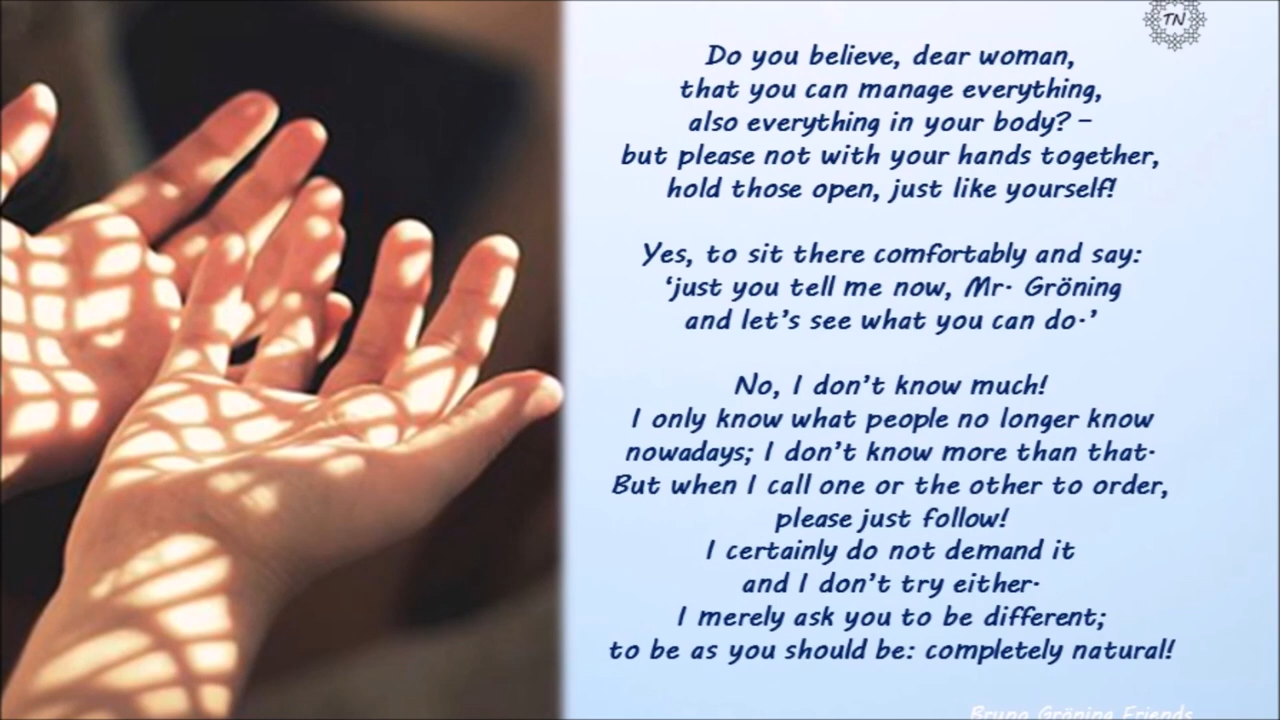 TN
Do you believe, dear woman,
that you can manage everything,
also everything in your body? –
but please not with your hands together,
hold those open, just like yourself!
Yes, to sit there comfortably and say:
‘just you tell me now, Mr. Gröning
and let’s see what you can do.’
No, I don’t know much!
I only know what people no longer know
nowadays; I don’t know more than that.
But when I call one or the other to order,
please just follow!
I certainly do not demand it
and I don’t try either.
I merely ask you to be different;
to be as you should be: completely natural!
Bruno Gröning Friends